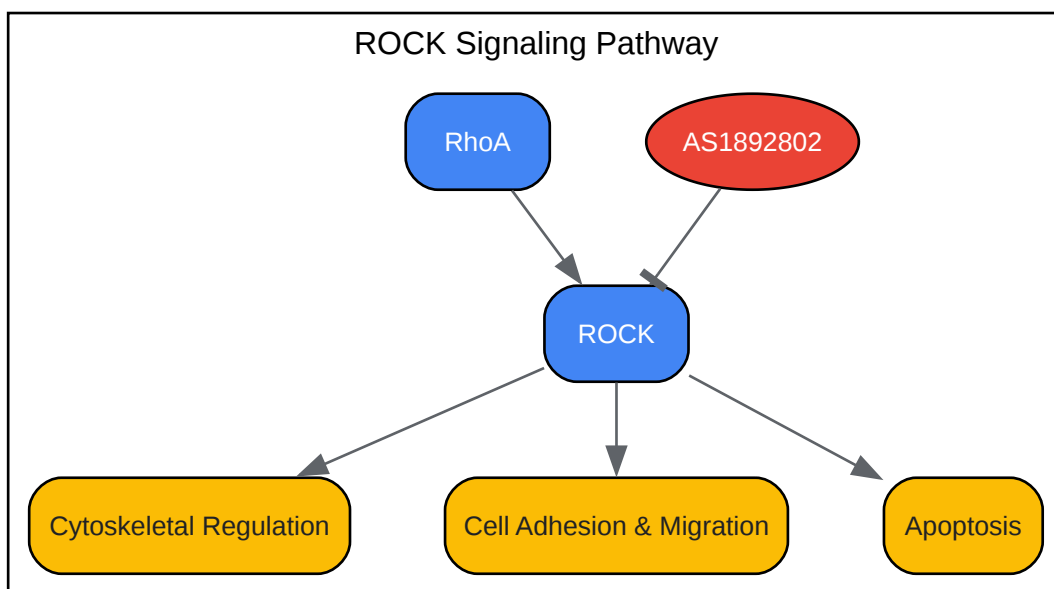 ROCK Signaling Pathway
RhoA
AS1892802
ROCK
Cytoskeletal Regulation
Cell Adhesion & Migration
Apoptosis